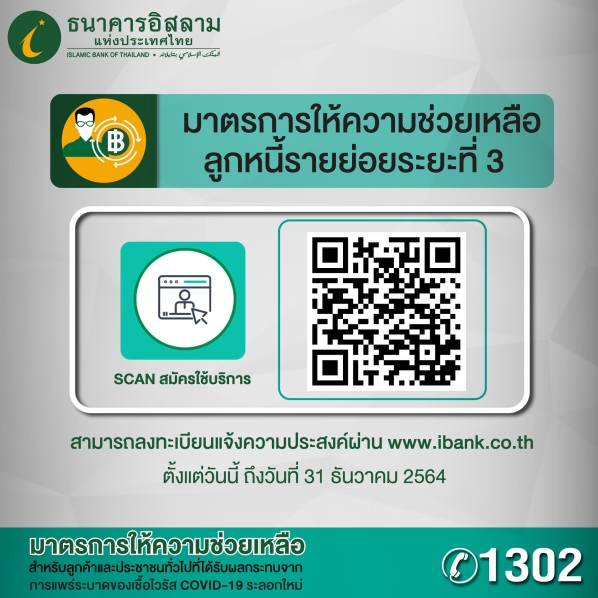 ธนาคารอิสลาม
แห่งประเทศไทย
ISLAMIC BANK OF THAILAND • البنك الإسلامي بتايلاند
มาตรการให้ความช่วยเหลือ
ลูกหนี้รายย่อยระยะที่ 3
SCAN สมัครใช้บริการ
สามารถลงทะเบียนแจ้งความประสงค์ผ่าน www.ibank.co.th
ตั้งแต่วันนี้ ถึงวันที่ 31 ธันวาคม 2564
มาตรการให้ความช่วยเหลือ
สำหรับลูกค้าและประชาชนทั่วไปที่ได้รับผลกระทบจาก
การแพร่ระบาดของเชื้อไวรัส COVID-19 ระลอกใหม่
1302